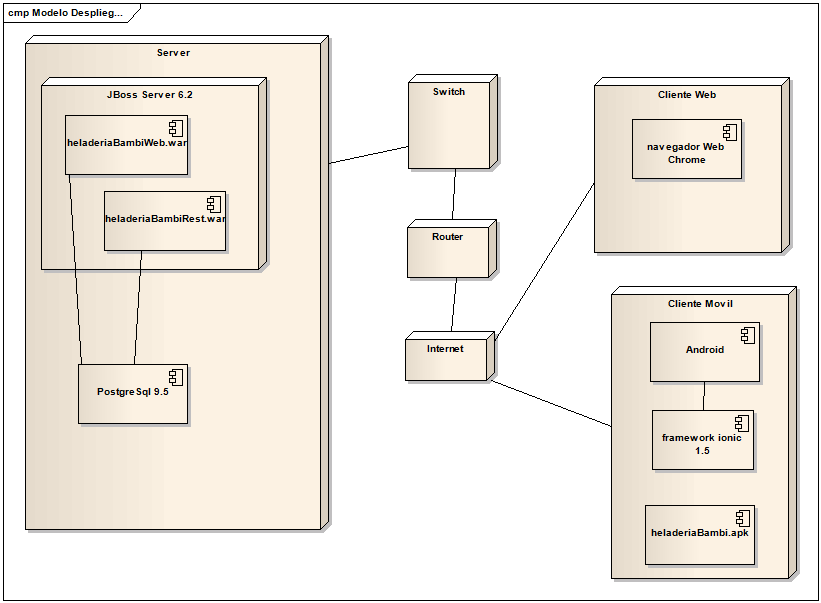 cmp Modelo Desplieg...
Server
JBoss Server 6.2
heladeriaBambiWeb.war
heladeriaBambiRest.war
PostgreSql 9.5
Switch
Router
Internet
Cliente Web
navegador Web
Chrome
Cliente Movil
Android
framework ionic
1.5
heladeriaBambi.apk